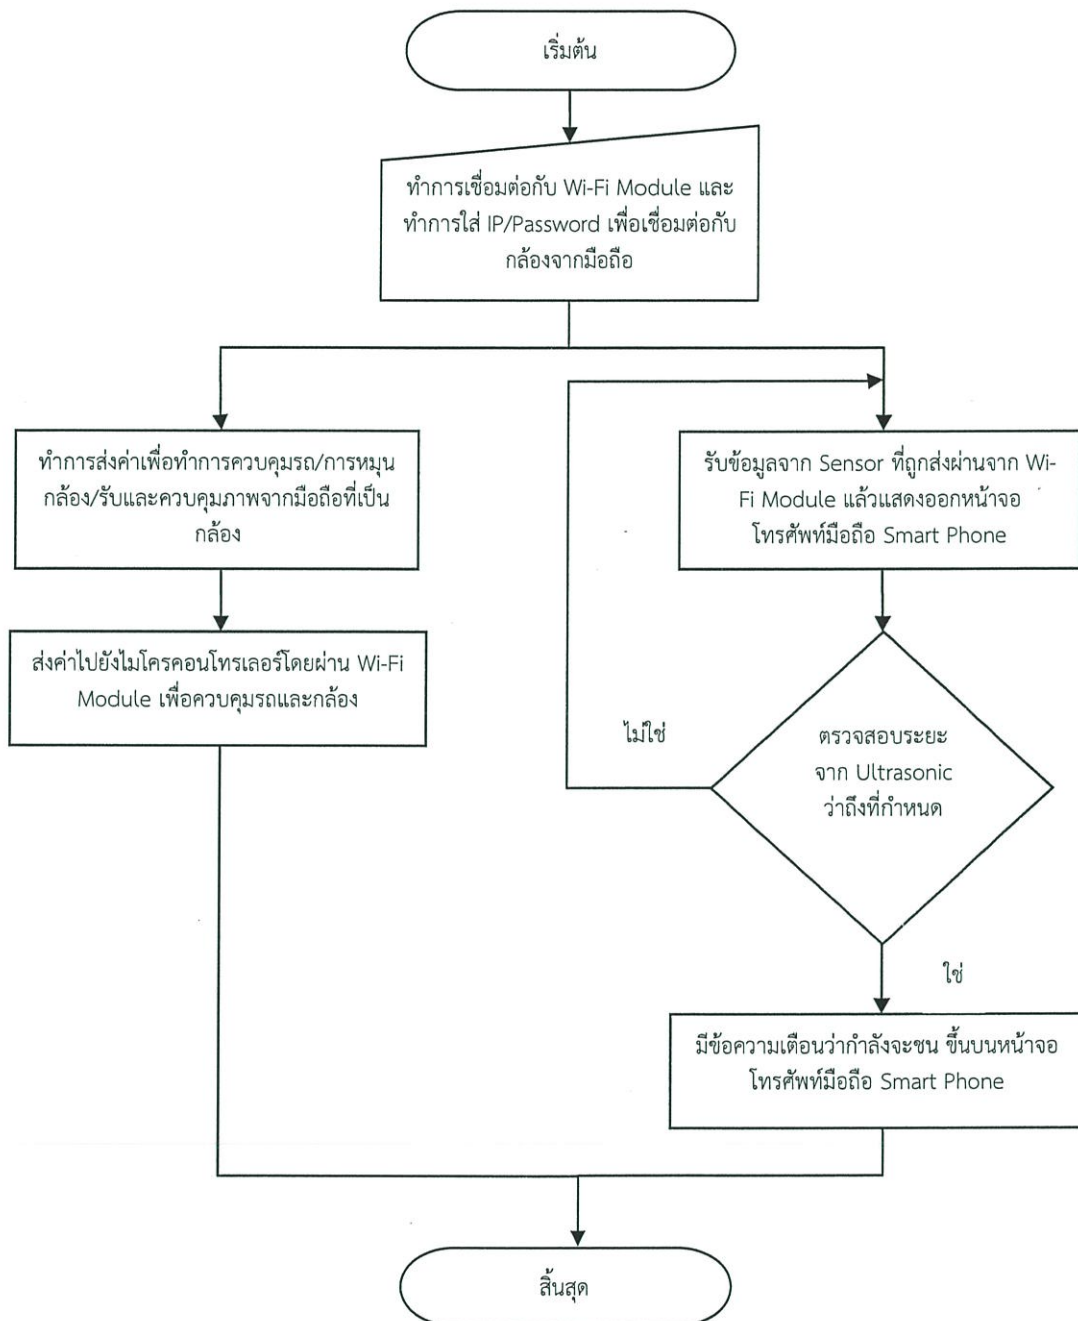 เริ่มต้น
ทำการเชื่อมต่อกับ Wi-Fi Module และ
ทำการใส่ IP/Password เพื่อเชื่อมต่อกับ
กล้องจากมือถือ
ทำการส่งค่าเพื่อทำการควบคุมรถ/การหมุน
กล้อง/รับและควบคุมภาพจากมือถือที่เป็น
กล้อง
ส่งค่าไปยังไมโครคอนโทรเลอร์โดยผ่าน Wi-Fi
Module เพื่อควบคุมรถและกล้อง
รับข้อมูลจาก Sensor ที่ถูกส่งผ่านจาก Wi-
Fi Module แล้วแสดงออกหน้าจอ
โทรศัพท์มือถือ Smart Phone
ไม่ใช่
ตรวจสอบระยะ
จาก Ultrasonic
ว่าถึงที่กำหนด
ใช่
มีข้อความเตือนว่ากำลังจะชน ขึ้นบนหน้าจอ
โทรศัพท์มือถือ Smart Phone
สิ้นสุด